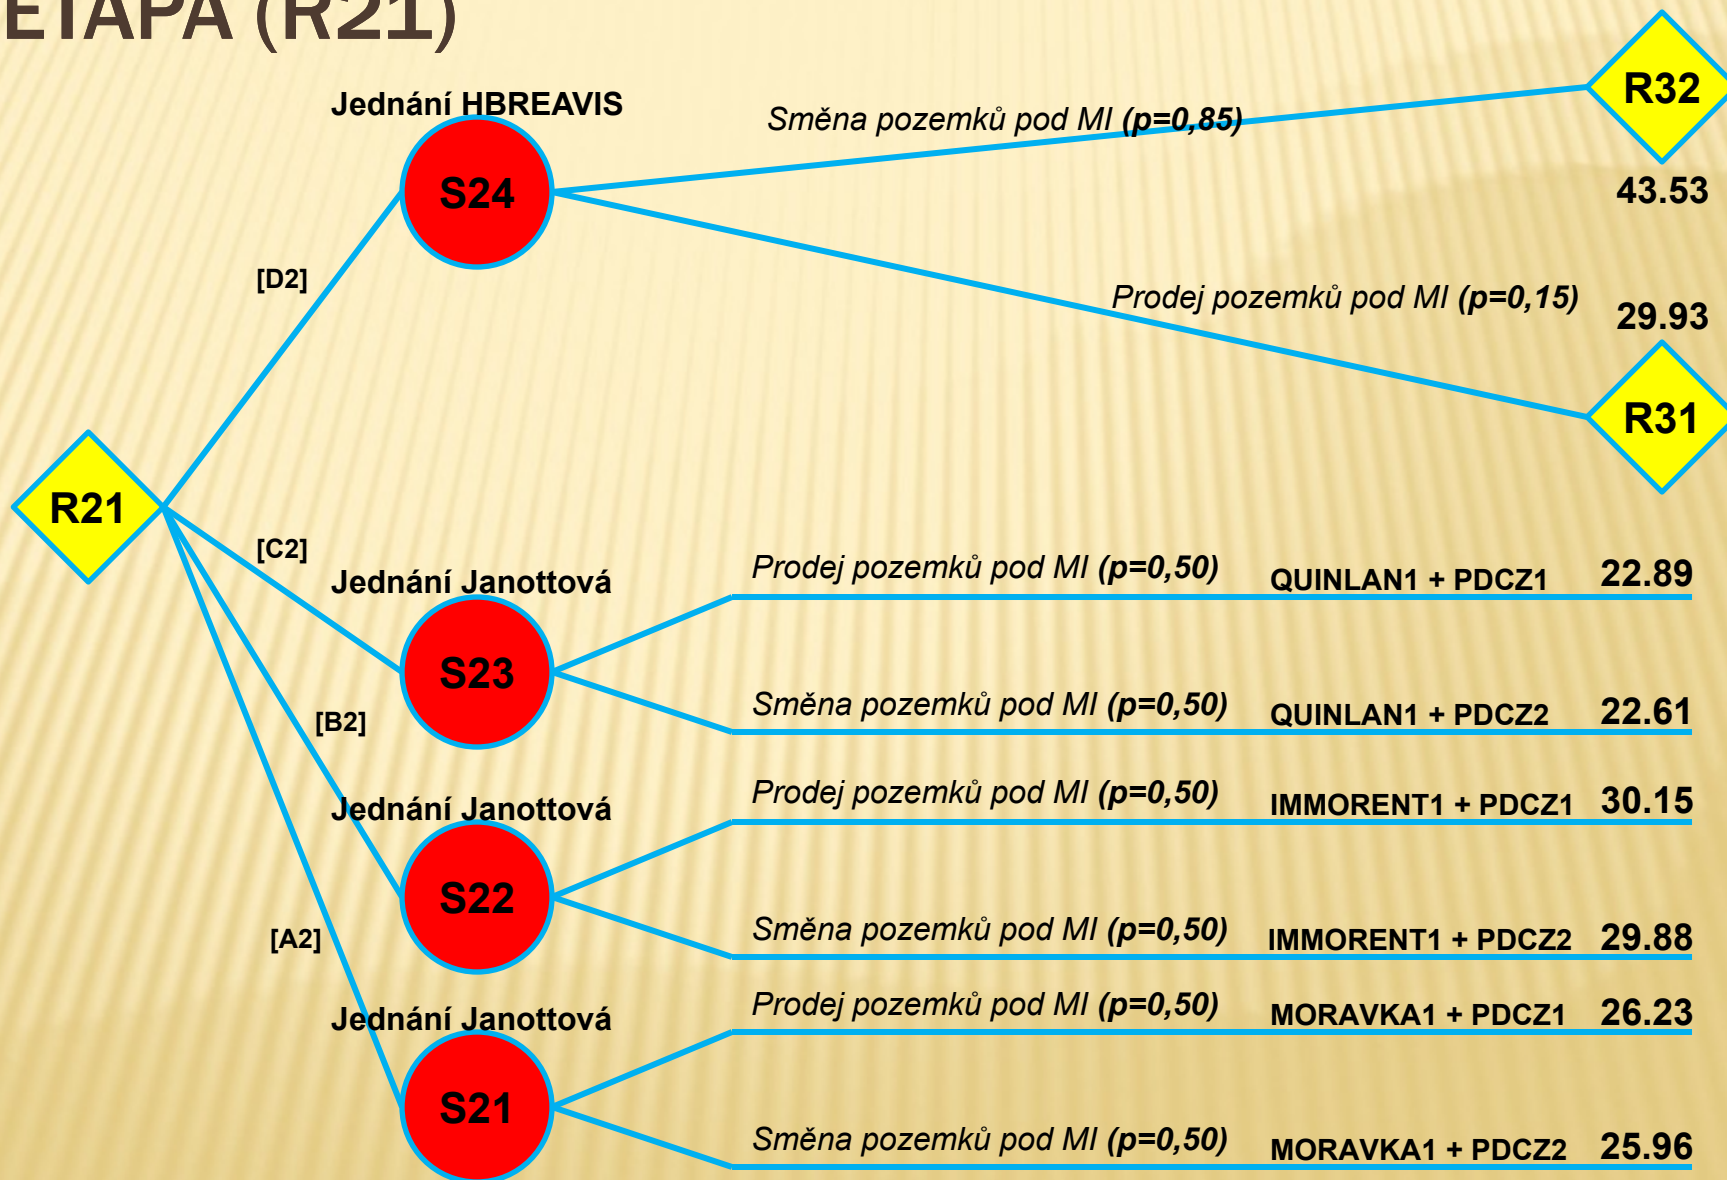 ETAPA (R21)
Jednání HBREAVIS
Směna pozemků pod MI (p=0,85)
R32
S24
43.53
[D2]
Prodej pozemků pod MI (p=0,15)
29.93
R31
R21
[C2]
Jednání Janottová
Prodej pozemků pod MI (p=0,50)
QUINLAN1 + PDCZ1
22.89
S23
[B2]
Směna pozemků pod MI (p=0,50)
QUINLAN1 + PDCZ2
22.61
Jednání Janottová
Prodej pozemků pod MI (p=0,50)
IMMORENT1 + PDCZ1
30.15
S22
[A2]
Směna pozemků pod MI (p=0,50)
IMMORENT1 + PDCZ2
29.88
Jednání Janottová
Prodej pozemků pod MI (p=0,50)
MORAVKA1 + PDCZ1
26.23
S21
Směna pozemků pod MI (p=0,50)
MORAVKA1 + PDCZ2
25.96